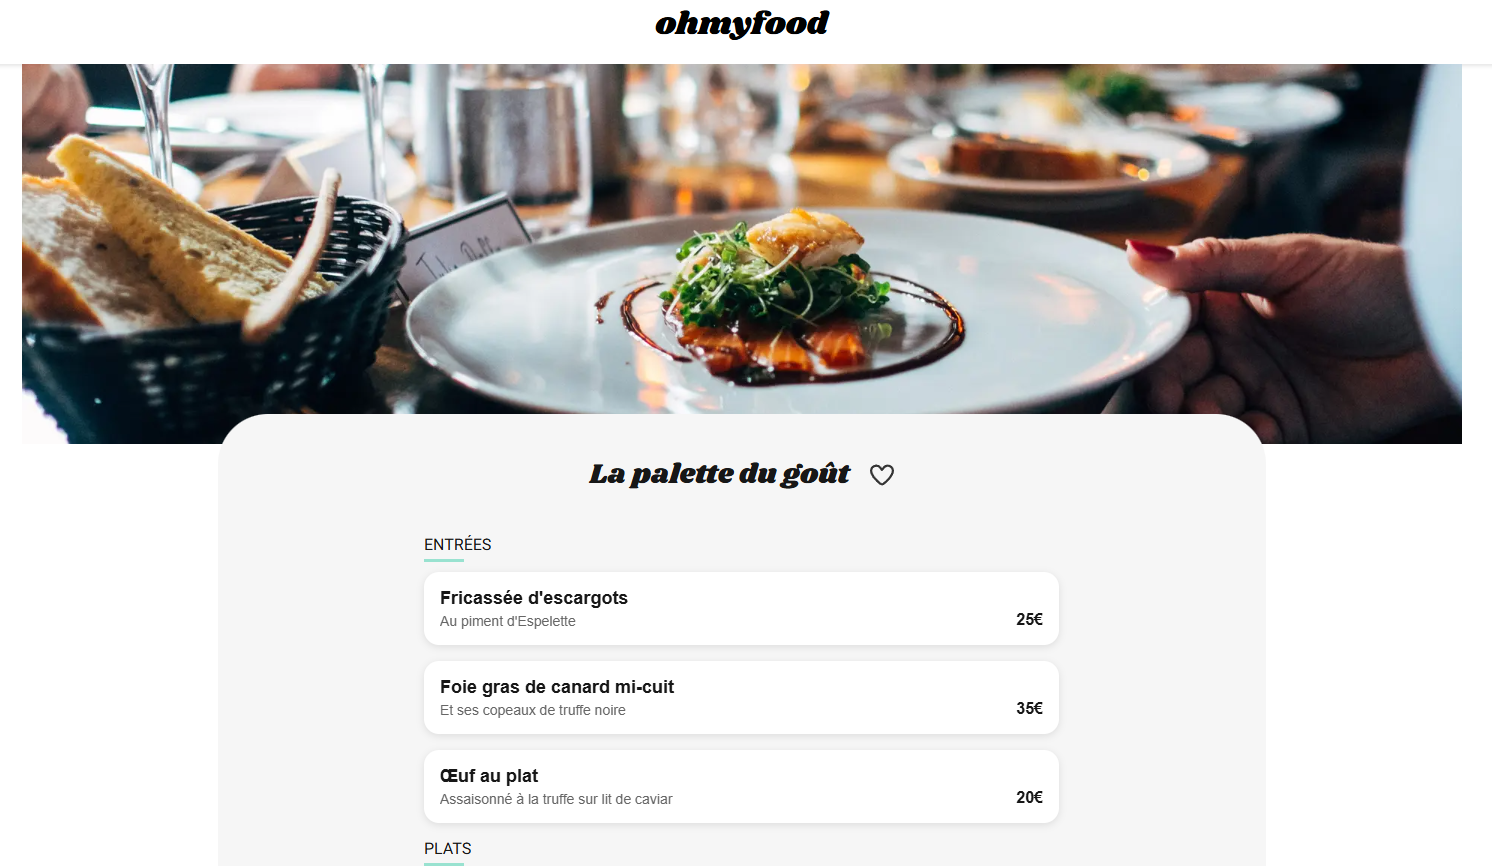 ohmyfood
La palette du goût
ENTRÉES
Fricassée d'escargots
Au piment d'Espelette
25€
Foie gras de canard mi-cuit
Et ses copeaux de truffe noire
35€
Œuf au plat
Assaisonné à la truffe sur lit de caviar
20€
PLATS